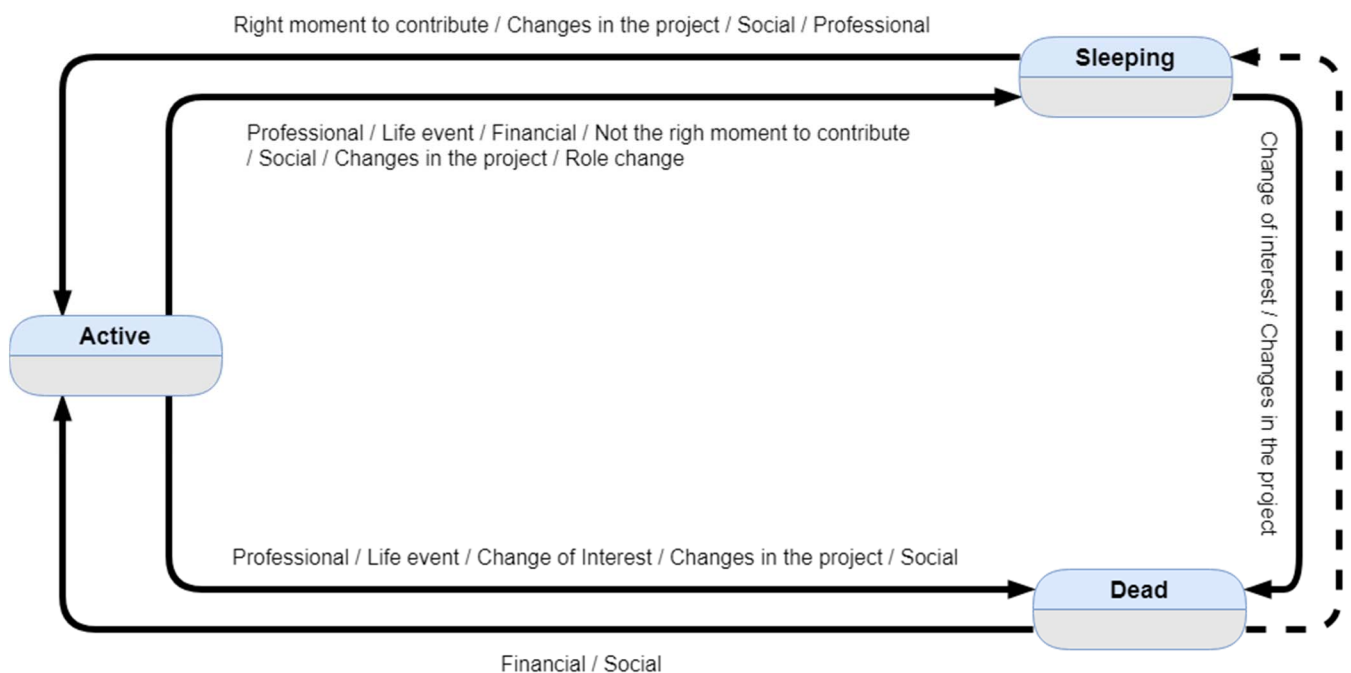 Right moment to contribute / Changes in the project / Social / Professional
Sleeping
Professional / Life event / Financial / Not the righ moment to contribute
/ Social / Changes in the project / Role change
Change of interest / Changes in the project
Active
Professional / Life event / Change of Interest / Changes in the project / Social
Dead
Financial / Social